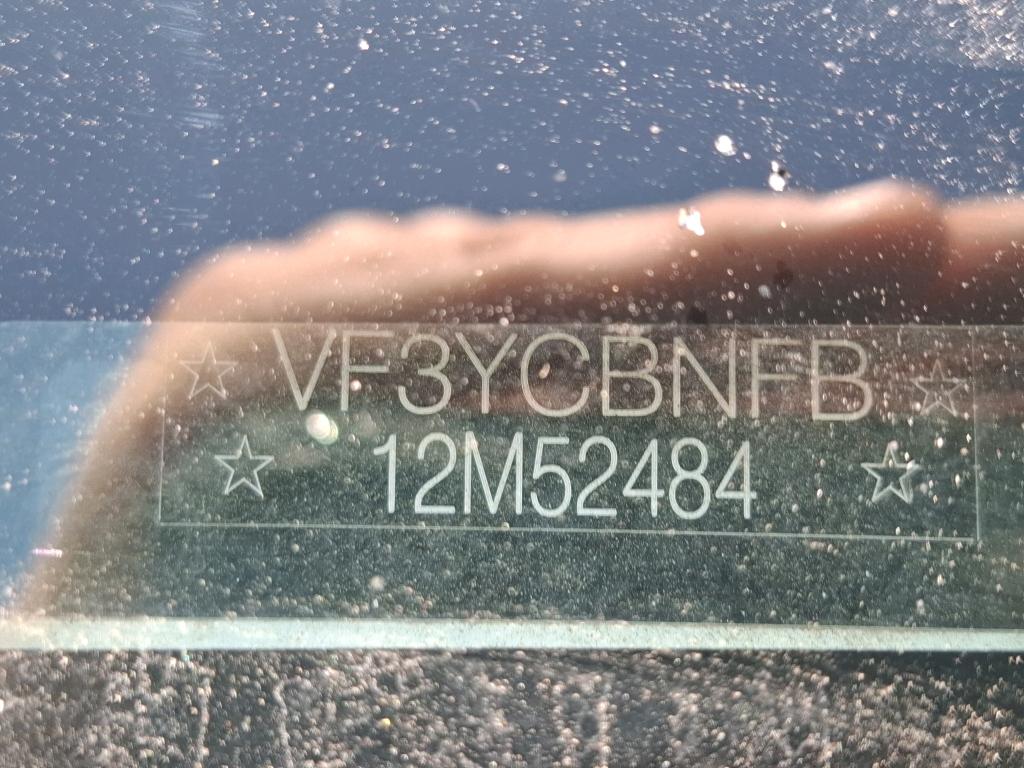 ☆ VF3YCBNFB ☆
☆ 12M52484 ☆